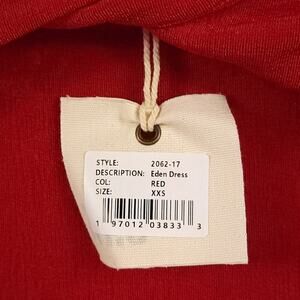 STYLE: 2062-17
DESCRIPTION: Eden Dress
COL: RED
SIZE: XXS
1 97012 03833 3